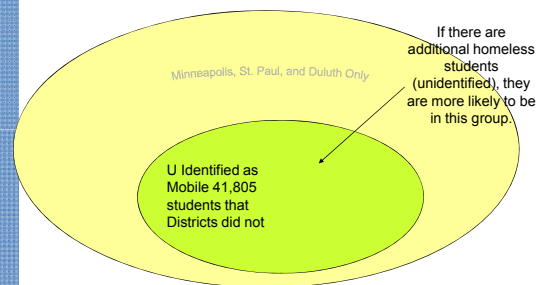 If there are
additional homeless
students
(unidentified), they
are more likely to be
in this group.
Minneapolis, St. Paul, and Duluth Only
U Identified as
Mobile 41,805
students that
Districts did not